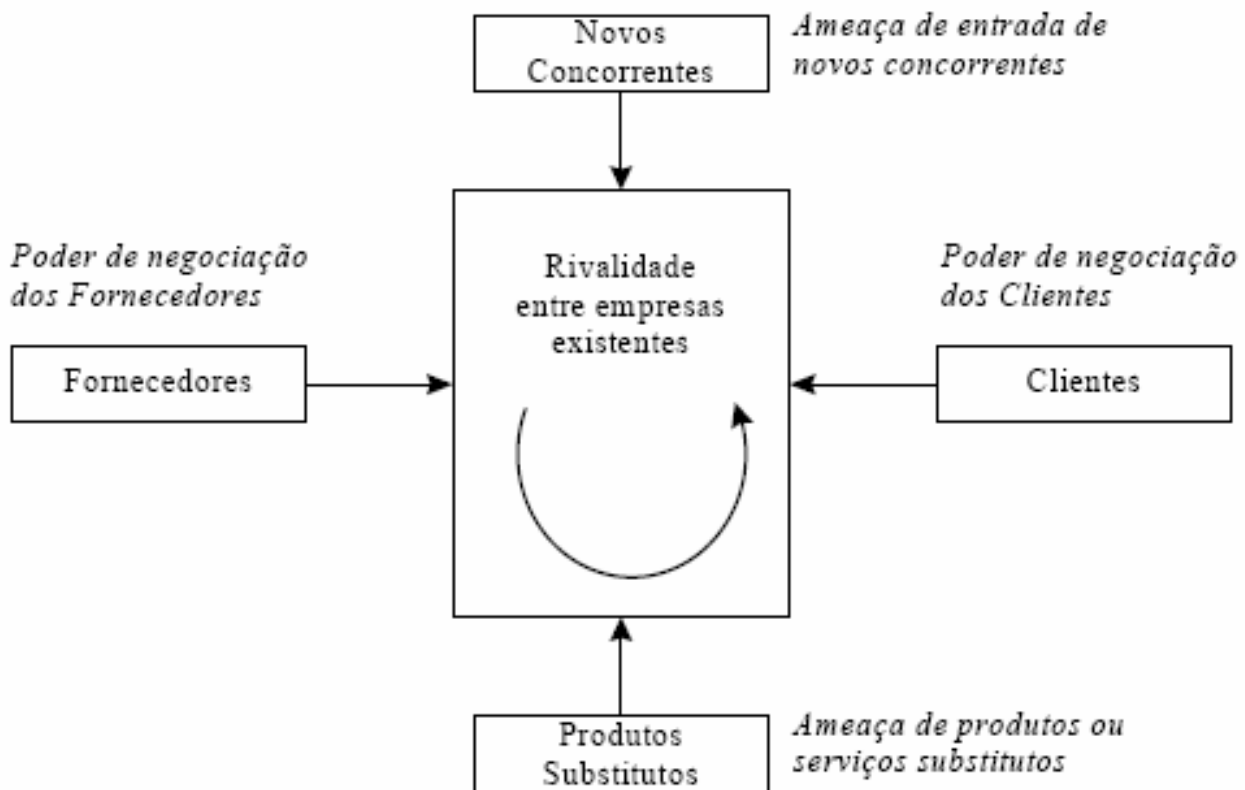 Novos
Concorrentes
Ameaça de entrada de
novos concorrentes
Poder de negociação
dos Fornecedores
Fornecedores
Rivalidade
entre empresas
existentes
Poder de negociação
dos Clientes
Clientes
Produtos
Substitutos
Ameaça de produtos ou
serviços substitutos